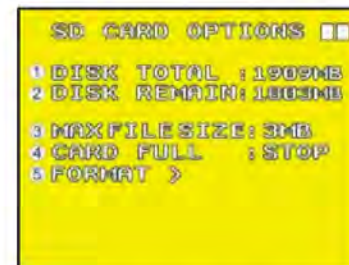 SD CARD OPTIONS
1 DISK TOTAL :1909MB
2 DISK REMAIN:1803MB
3 MAXFILESIZE:3MB
4 CARD FULL :STOP
5 FORMAT >